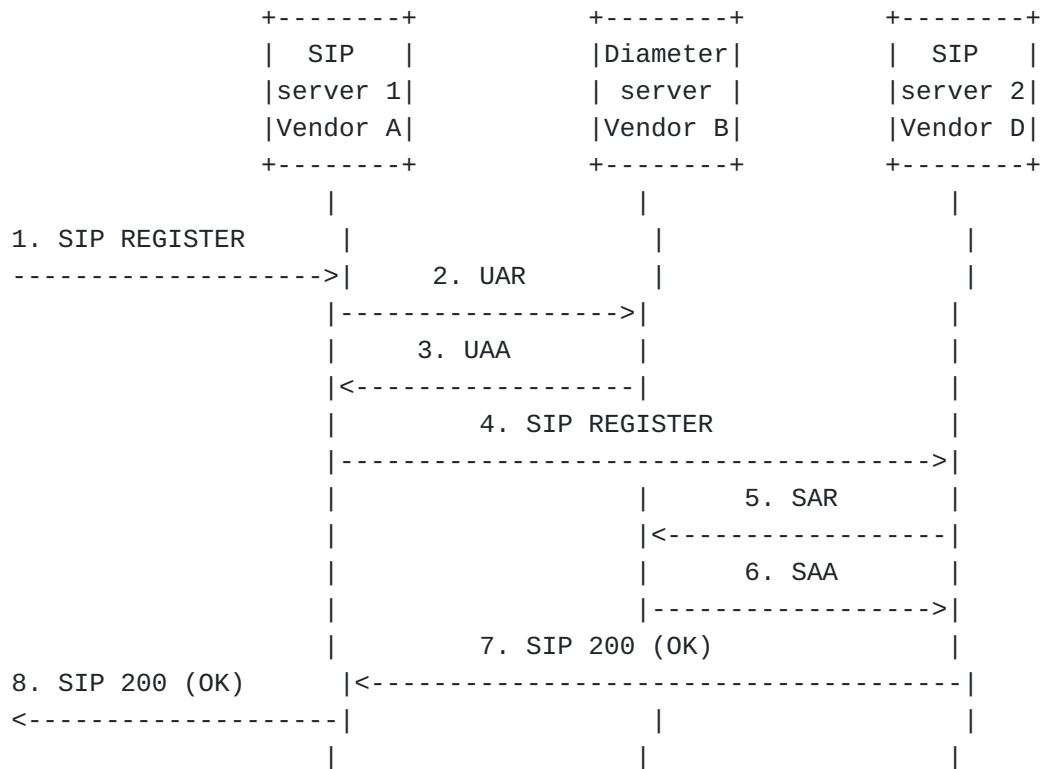 +--------+ +--------+ +--------+
| SIP | |Diameter| | SIP |
|server 1| | server | |server 2|
|Vendor A| |Vendor B| |Vendor D|
+--------+ +--------+ +--------+
| | |
1. SIP REGISTER | | |
-------------------->| 2. UAR | |
|------------------>| |
| 3. UAA | |
|<------------------| |
| 4. SIP REGISTER |
|-------------------------------------->|
| | 5. SAR |
| |<------------------|
| | 6. SAA |
| |------------------>|
| 7. SIP 200 (OK) |
8. SIP 200 (OK) |<--------------------------------------|
<--------------------| | |
| | |